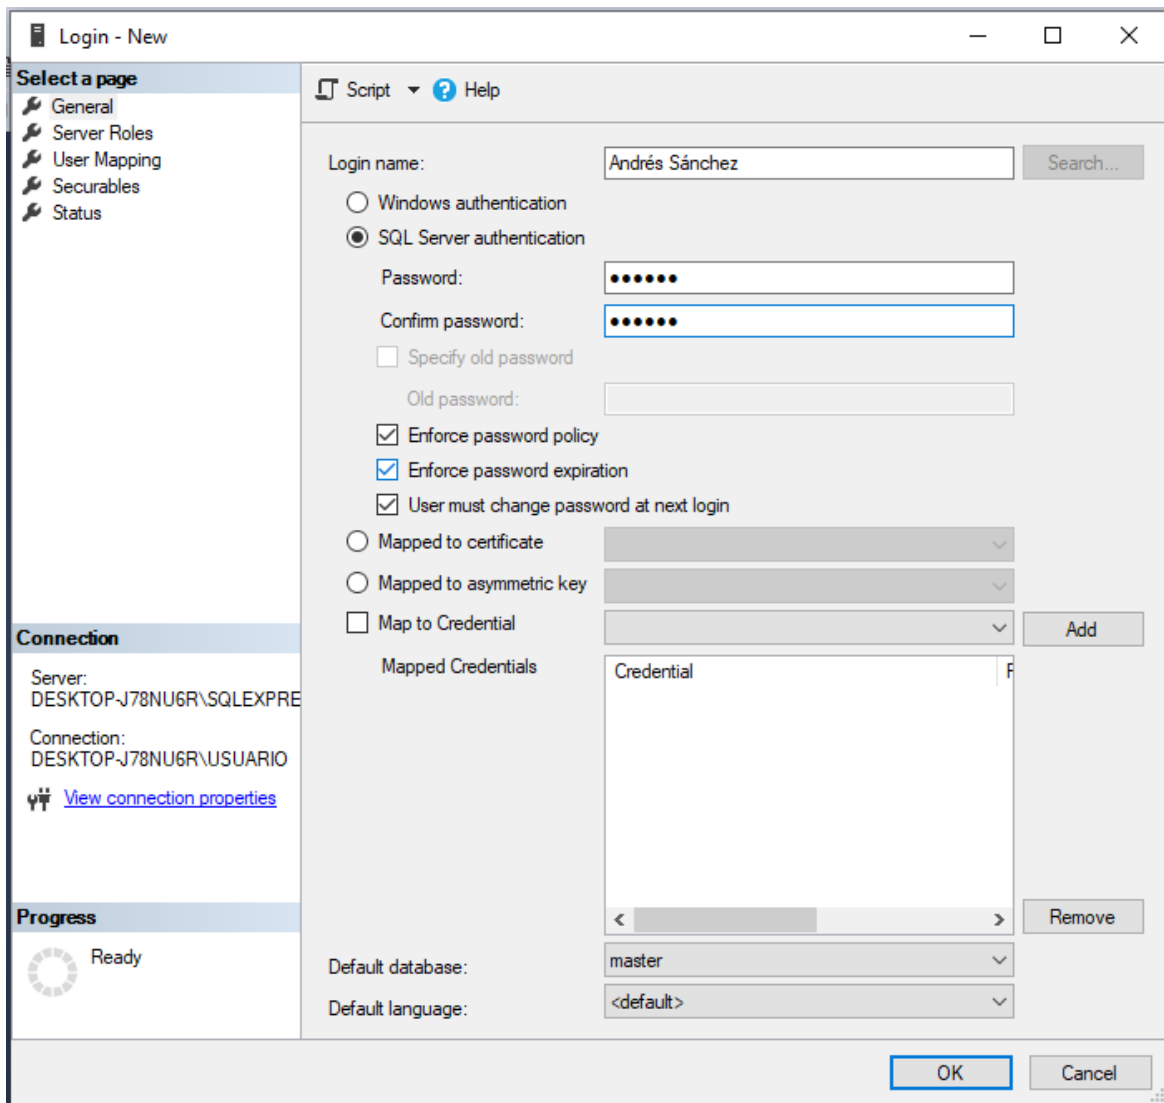 Login - New
Select a page
General
Server Roles
User Mapping
Securables
Status
Script
Help
Login name:
Andrés Sánchez
Search...
Windows authentication
SQL Server authentication
Password:
••••••
Confirm password:
••••••
Specify old password
Old password:
Enforce password policy
Enforce password expiration
User must change password at next login
Mapped to certificate
Mapped to asymmetric key
Map to Credential
Add
Mapped Credentials
Credential
Remove
Default database:
master
Default language:
<default>
Connection
Server:
DESKTOP-J78NU6R\SQLEXPRE
Connection:
DESKTOP-J78NU6R\USUARIO
View connection properties
Progress
Ready
OK
Cancel